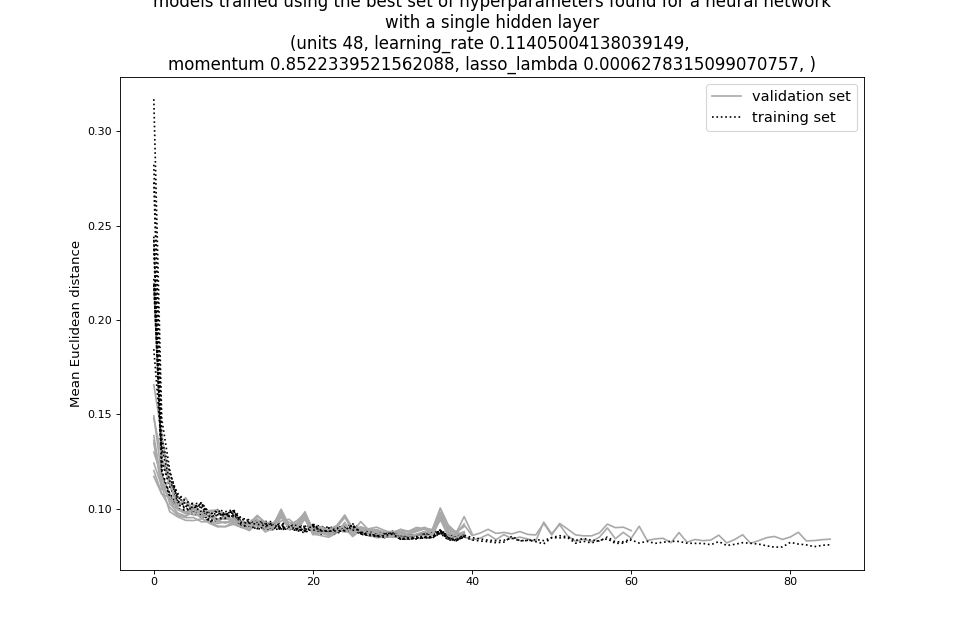 models trained using the best set of hyperparameters found for a neural network
with a single hidden layer
(units 48, learning_rate 0.11405004138039149,
momentum 0.8522339521562088, lasso_lambda 0.0006278315099070757, )
validation set
training set
Mean Euclidean distance
0.30
0.25
0.20
0.15
0.10
0 20 40 60 80